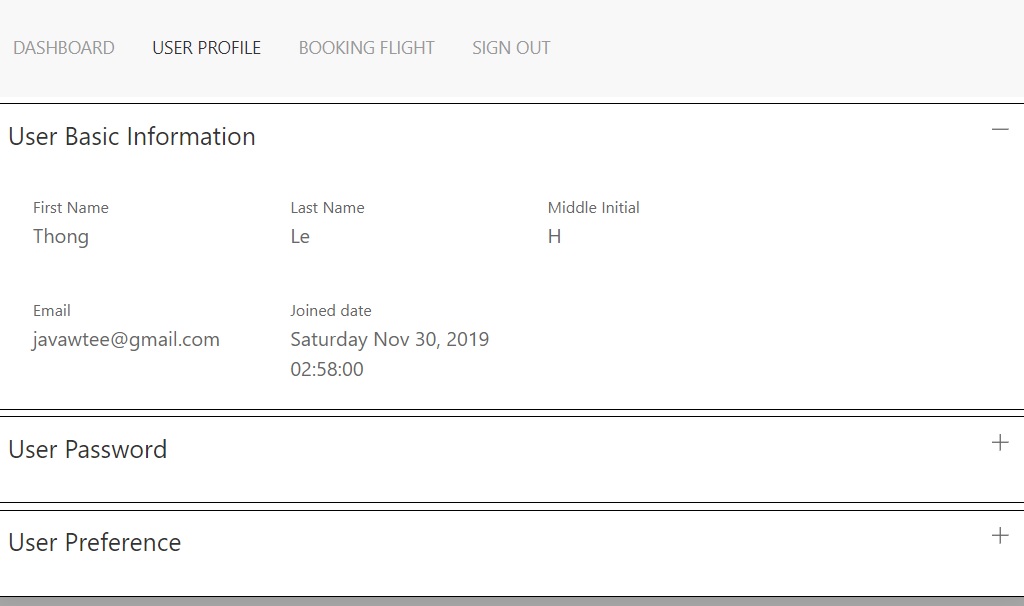 DASHBOARD USER PROFILE BOOKING FLIGHT SIGN OUT
User Basic Information
First Name Last Name Middle Initial
Thong Le H
Email Joined date
javawtee@gmail.com Saturday Nov 30, 2019
02:58:00
User Password
User Preference